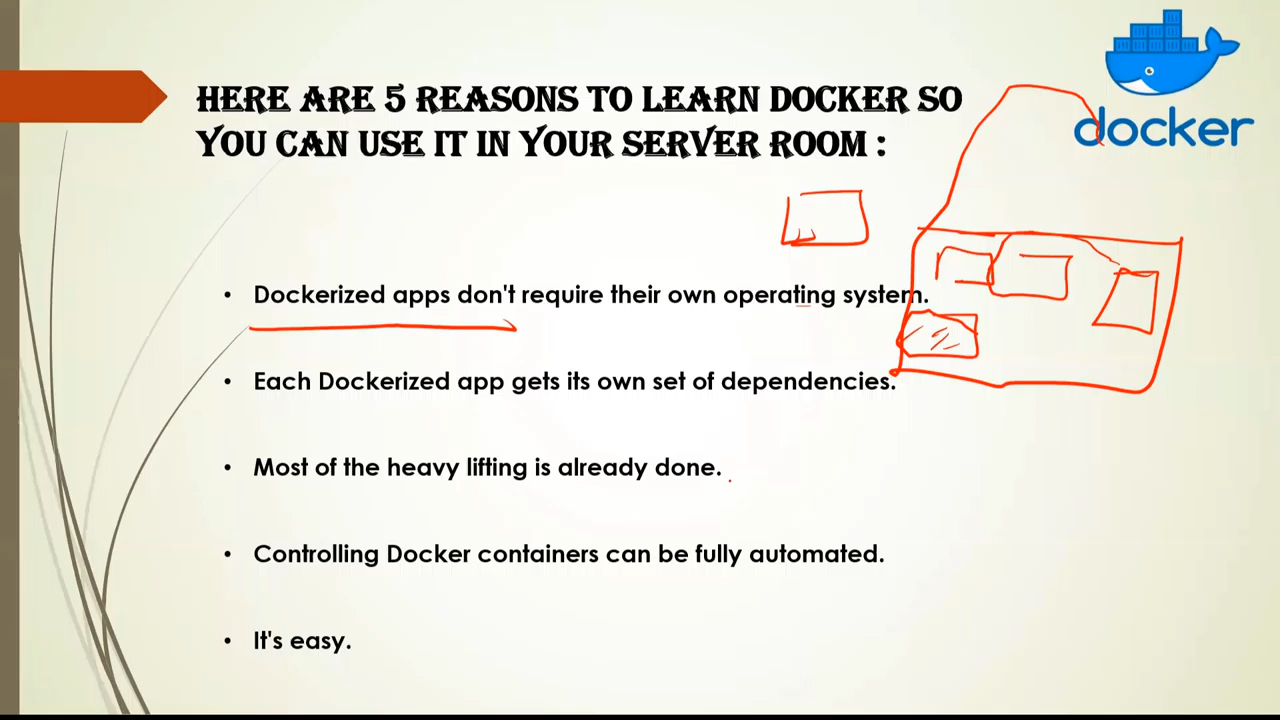 HERE ARE 5 REASONS TO LEARN DOCKER SO
YOU CAN USE IT IN YOUR SERVER ROOM :
docker
• Dockerized apps don't require their own operating system.
• Each Dockerized app gets its own set of dependencies.
• Most of the heavy lifting is already done.
• Controlling Docker containers can be fully automated.
• It's easy.